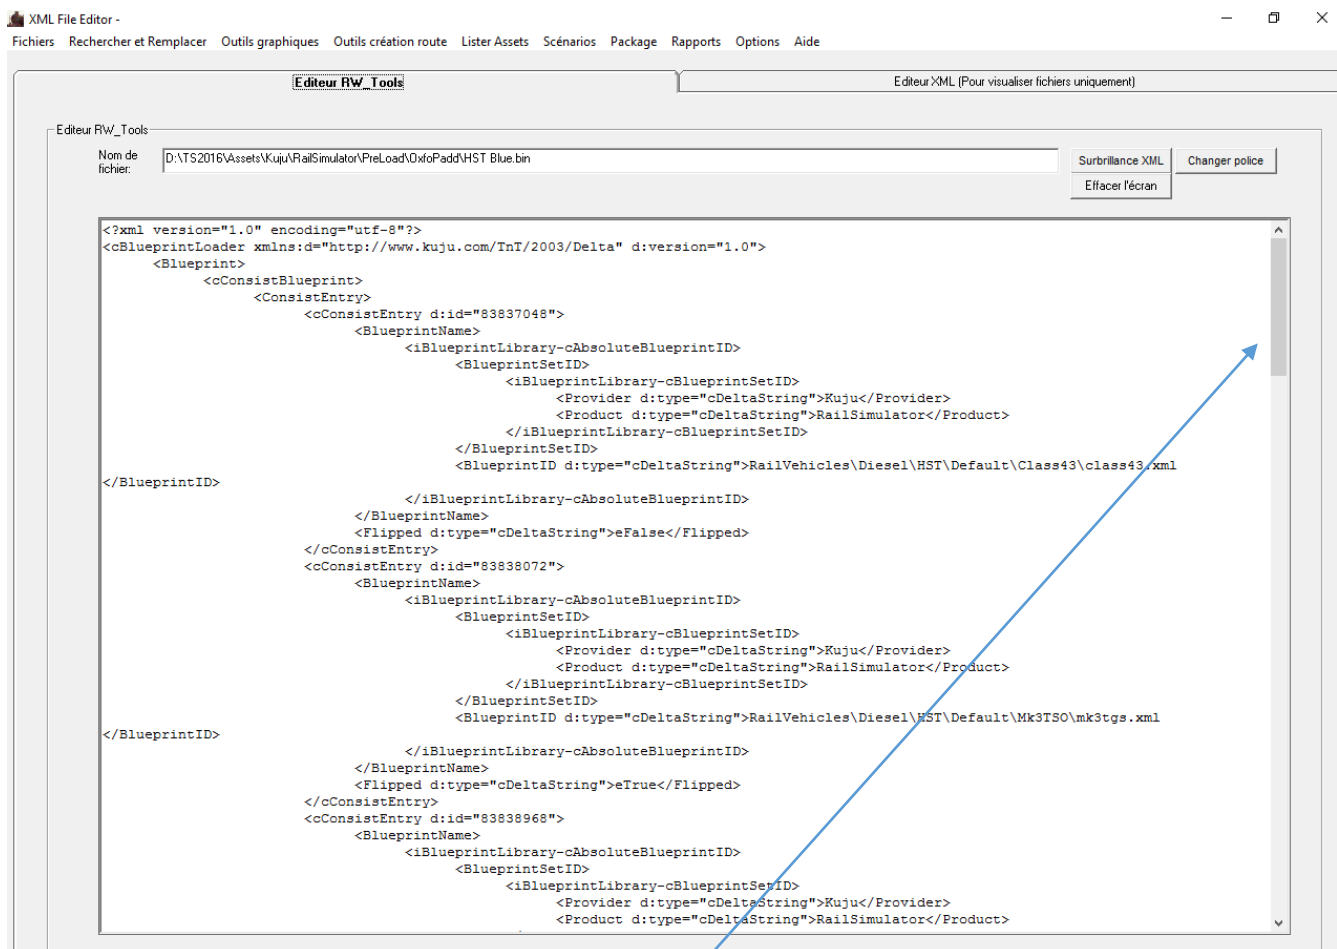 XML File Editor -
Fichiers Rechercher et Remplacer Outils graphiques Outils création route Lister Assets Scénarios Package Rapports Options Aide
Editeur RW_Tools Editeur XML (Pour visualiser fichiers uniquement)
Editeur RW_Tools
Nom de fichier: D:\TS2016\Assets\Kuju\RailSimulator\PreLoad\OxfoPadd\HST Blue.bin Surbrillance XML Changer police
Effacer l'écran
<?xml version="1.0" encoding="utf-8"?>
<cBlueprintLoader xmlns:d="http://www.kuju.com/TnT/2003/Delta" d:version="1.0">
<Blueprint>
<cConsistBlueprint>
<ConsistEntry>
<cConsistEntry d:id="83837048">
<BlueprintName>
<iBlueprintLibrary-cAbsoluteBlueprintID>
<BlueprintSetID>
<iBlueprintLibrary-cBlueprintSetID>
<Provider d:type="cDeltaString">Kuju</Provider>
<Product d:type="cDeltaString">RailSimulator</Product>
</iBlueprintLibrary-cBlueprintSetID>
</BlueprintSetID>
<BlueprintID d:type="cDeltaString">RailVehicles\Diesel\HST\Default\Class43\class43.xml
</BlueprintID>
</iBlueprintLibrary-cAbsoluteBlueprintID>
</BlueprintName>
<Flipped d:type="cDeltaString">eFalse</Flipped>
</cConsistEntry>
<cConsistEntry d:id="83838072">
<BlueprintName>
<iBlueprintLibrary-cAbsoluteBlueprintID>
<BlueprintSetID>
<iBlueprintLibrary-cBlueprintSetID>
<Provider d:type="cDeltaString">Kuju</Provider>
<Product d:type="cDeltaString">RailSimulator</Product>
</iBlueprintLibrary-cBlueprintSetID>
</BlueprintSetID>
<BlueprintID d:type="cDeltaString">RailVehicles\Diesel\HST\Default\Mk3TSO\mk3tgs.xml
</BlueprintID>
</iBlueprintLibrary-cAbsoluteBlueprintID>
</BlueprintName>
<Flipped d:type="cDeltaString">eTrue</Flipped>
</cConsistEntry>
<cConsistEntry d:id="83838968">
<BlueprintName>
<iBlueprintLibrary-cAbsoluteBlueprintID>
<BlueprintSetID>
<iBlueprintLibrary-cBlueprintSetID>
<Provider d:type="cDeltaString">Kuju</Provider>
<Product d:type="cDeltaString">RailSimulator</Product>